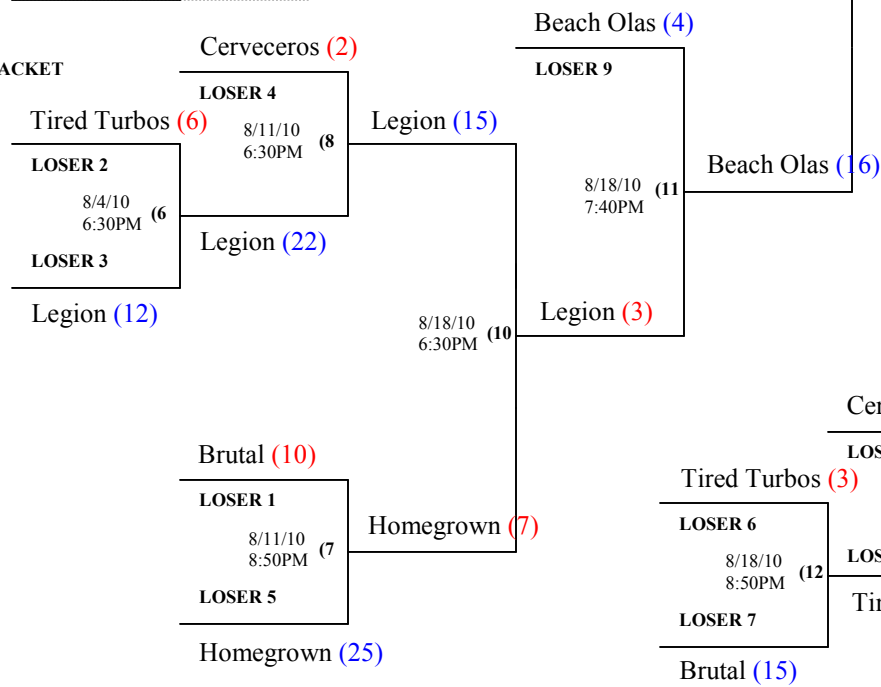 Beach Olas (4)
Cerveceros (2)
LOSER 9
LOSER 4
Tired Turbos (6)
8/11/10
6:30PM
(8
Legion (15)
LOSER 2
Beach Olas (16)
8/18/10
7:40PM
(11
8/4/10
6:30PM
(6
Legion (22)
LOSER 3
Legion (12)
Legion (3)
8/18/10
6:30PM
(10
Brutal (10)
Tired Turbos (3)
LOSER 1
LOSER 6
Homegrown (7)
8/11/10
8:50PM
(7
8/18/10
8:50PM
(12
LOSER 5
LOSER 7
Homegrown (25)
Brutal (15)